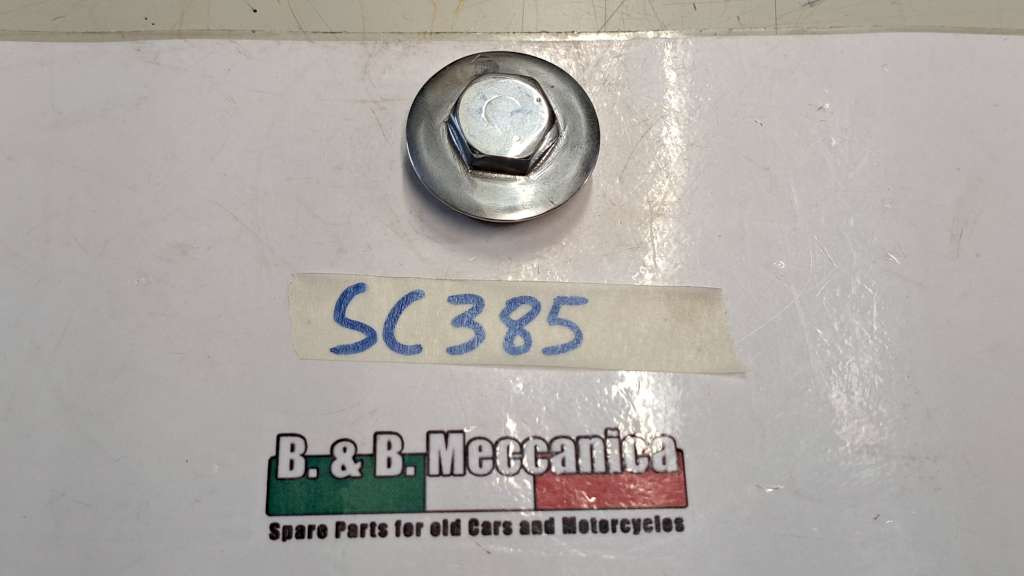 C
SC385
B. & B. Meccanica
Spare Parts for old Cars and Motorcycles